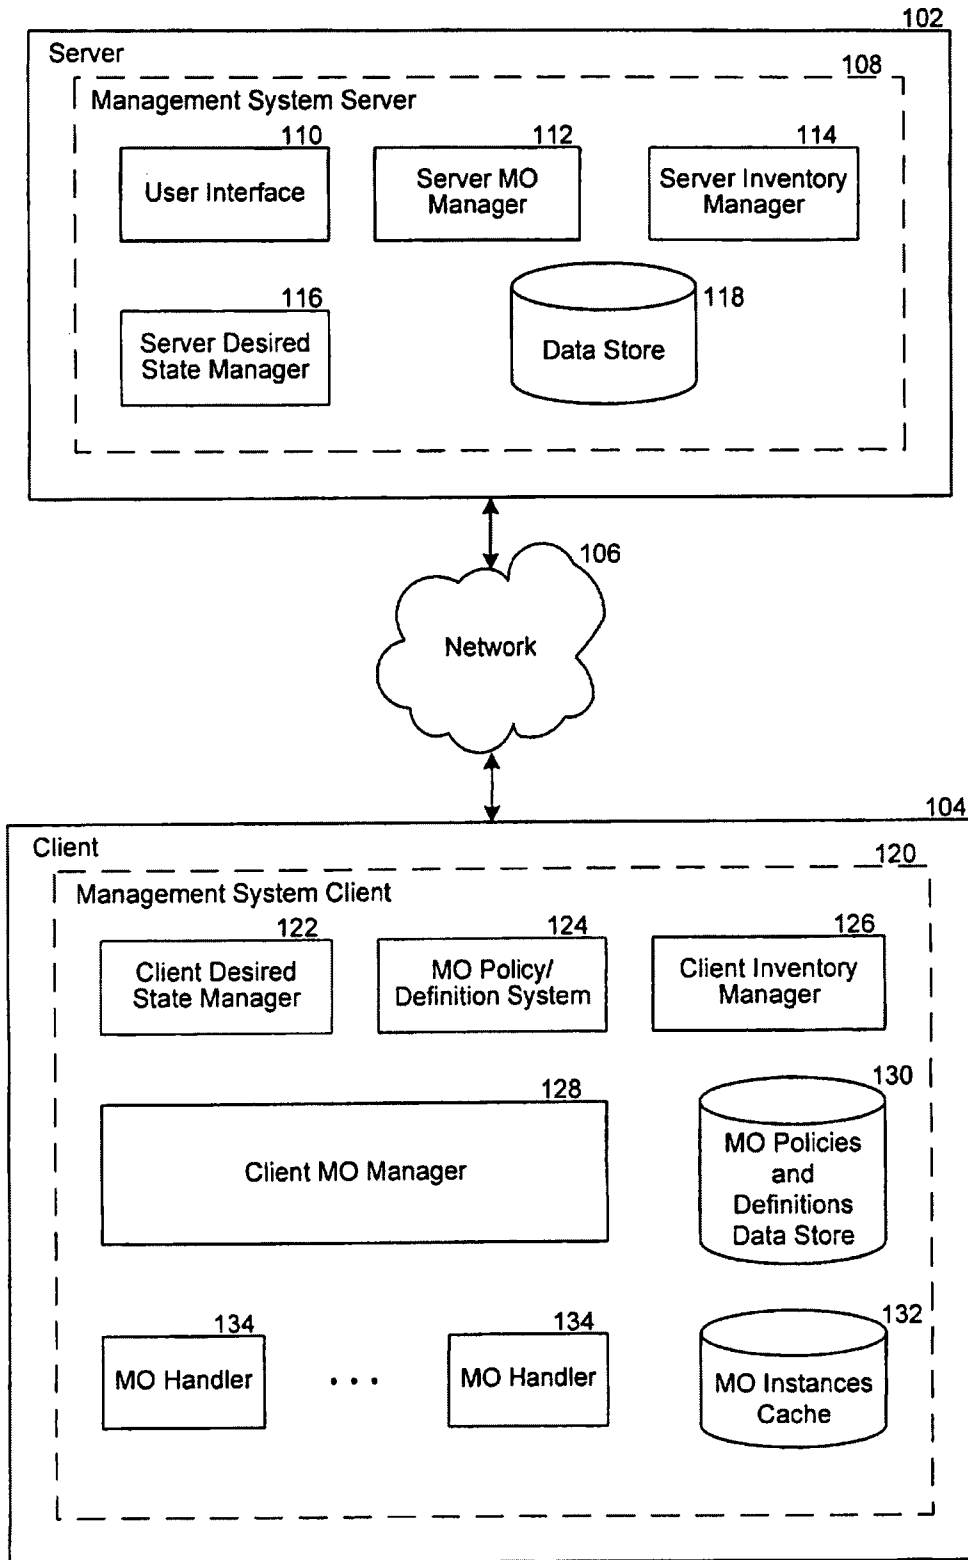 102
Server
108
Management System Server
110
User Interface
112
Server MO
Manager
114
Server Inventory
Manager
116
Server Desired
State Manager
118
Data Store
106
Network
104
Client
120
Management System Client
122
Client Desired
State Manager
124
MO Policy/
Definition System
126
Client Inventory
Manager
128
Client MO Manager
130
MO Policies
and
Definitions
Data Store
134
MO Handler
. . .
134
MO Handler
132
MO Instances
Cache